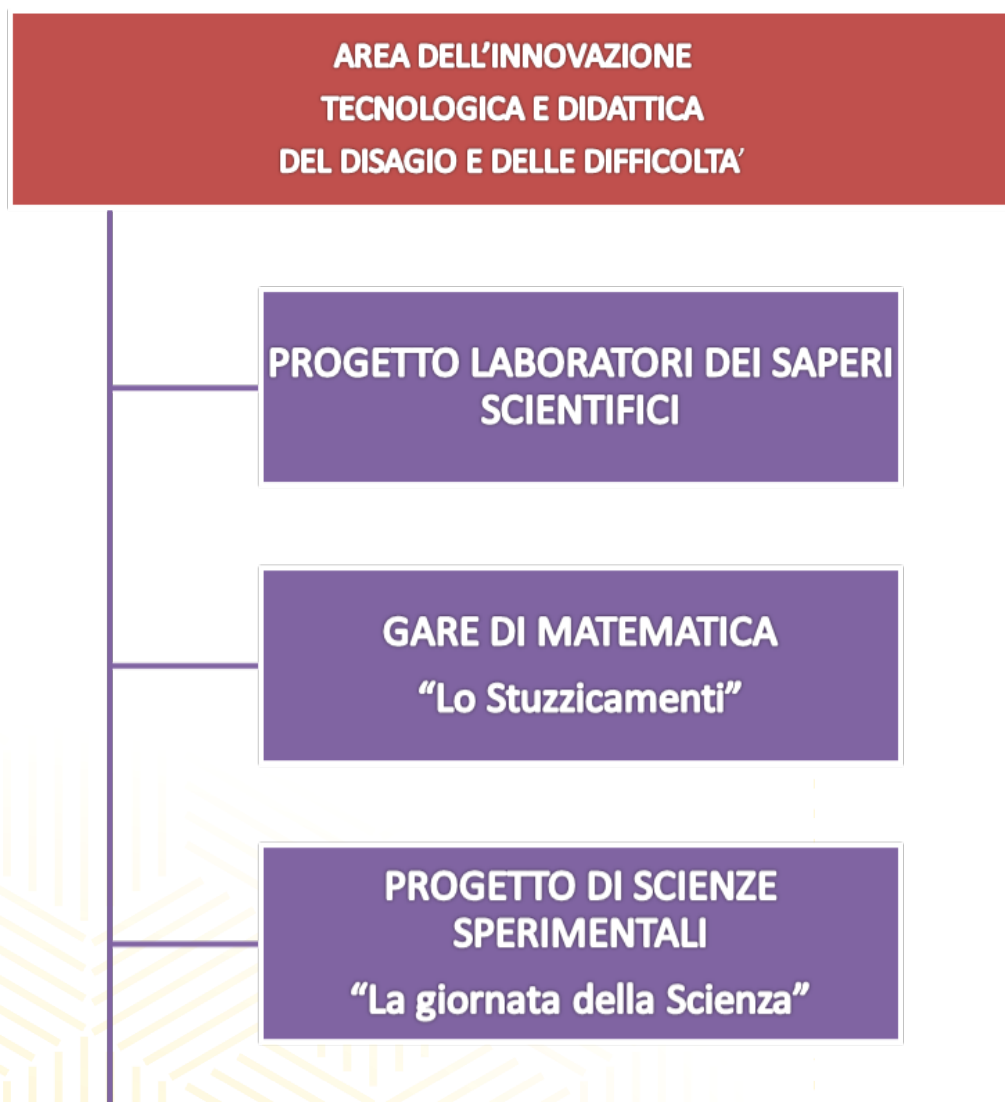 AREA DELL’INNOVAZIONE
TECNOLOGICA E DIDATTICA
DEL DISAGIO E DELLE DIFFICOLTA’
PROGETTO LABORATORI DEI SAPERI
SCIENTIFICI
GARE DI MATEMATICA
“Lo Stuzzicamenti”
PROGETTO DI SCIENZE
SPERIMENTALI
“La giornata della Scienza”